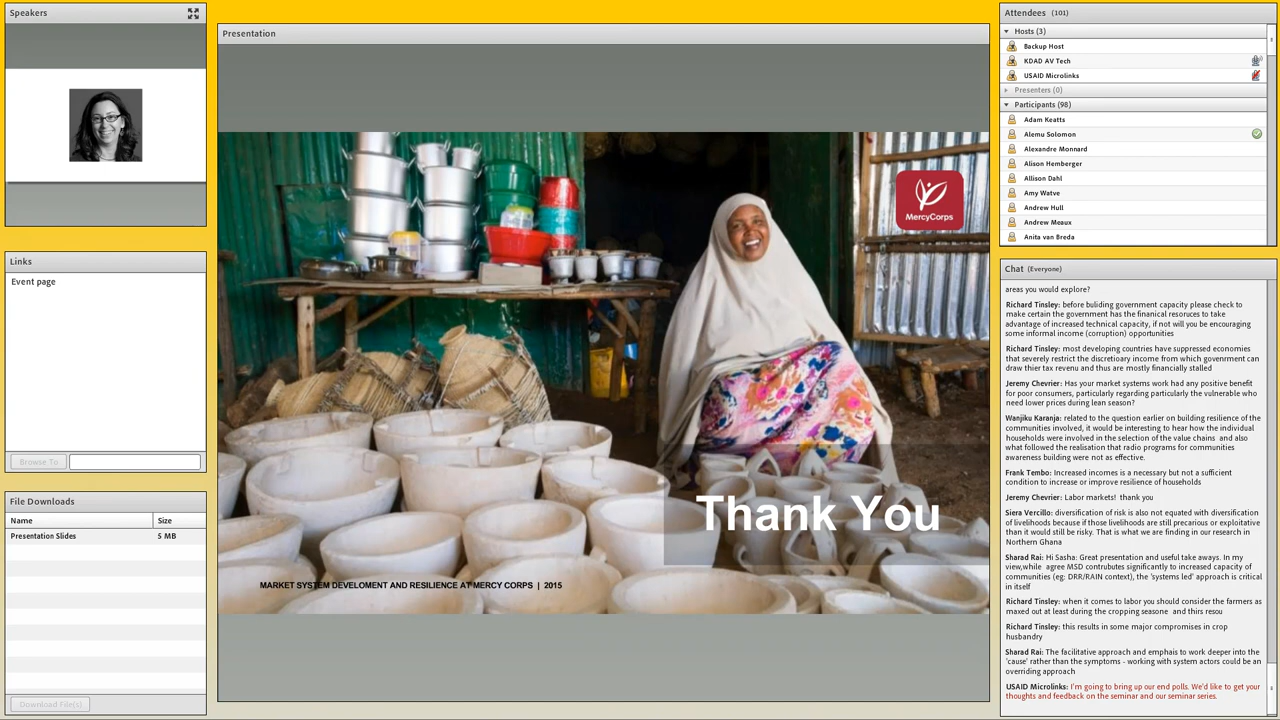 Speakers
Links
Event page
Browse To
File Downloads
Name Size
Presentation Slides 5 MB
Download File(s)
Presentation
MercyCorps
Thank You
MARKET SYSTEM DEVELOMENT AND RESILIENCE AT MERCY CORPS | 2015
Attendees (101)
Hosts (3)
Backup Host
KDAD AV Tech
USAID Microlinks
Presenters (0)
Participants (98)
Adam Keatts
Alemu Solomon
Alexandre Monnard
Alison Hemberger
Allison Dahl
Amy Watve
Andrew Hull
Andrew Meaux
Anita van Breda
Chat (Everyone)
areas you would explore?
Richard Tinsley: before buliding government capacity please check to
make certain the government has the finanical resoruces to take
advantage of increased technical capacity, if not will you be encouraging
some informal income (corruption) opportunities
Richard Tinsley: most developing countries have suppressed economies
that severely restrict the discretioary income from which govenrment can
draw thier tax revenu and thus are mostly financially stalled
Jeremy Chevrier: Has your market systems work had any positive benefit
for poor consumers, particularly regarding particularly the vulnerable who
need lower prices during lean season?
Wanjiku Karanja: related to the question earlier on building resilience of the
communities involved, it would be interesting to hear how the individual
households were involved in the selection of the value chains and also
what followed the realisation that radio programs for communities
awareness building were not as effective.
Frank Tembo: Increased incomes is a necessary but not a sufficient
condition to increase or improve resilience of households
Jeremy Chevrier: Labor markets! thank you
Siera Vercillo: diversification of risk is also not equated with diversification
of livelihoods because if those livelihoods are still precarious or exploitative
than it would still be risky. That is what we are finding in our research in
Northern Ghana
Sharad Rai: Hi Sasha: Great presentation and useful take aways. In my
view,while agree MSD contrubutes significantly to increased capacity of
communities (eg: DRR/RAIN context), the 'systems led' approach is critical
in itself
Richard Tinsley: when it comes to labor you should consider the farmers as
maxed out at least during the cropping seasone and thirs resou
Richard Tinsley: this results in some major compromises in crop
husbandry
Sharad Rai: The facilitative approach and emphais to work deeper into the
'cause' rather than the symptoms - working with system actors could be an
overriding approach
USAID Microlinks: I'm going to bring up our end polls. We'd like to get your
thoughts and feedback on the seminar and our seminar series.